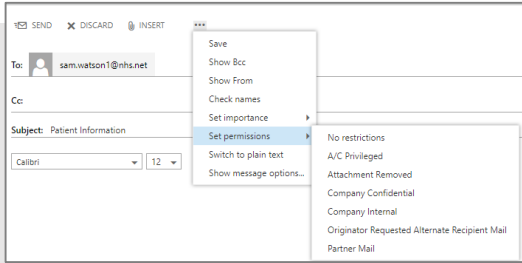 SEND DISCARD INSERT ...
To: sam.watson1@nhs.net
Cc:
Subject: Patient Information
Calibri 12
Save
Show Bcc
Show From
Check names
Set importance
Set permissions
Switch to plain text
Show message options...
No restrictions
A/C Privileged
Attachment Removed
Company Confidential
Company Internal
Originator Requested Alternate Recipient Mail
Partner Mail